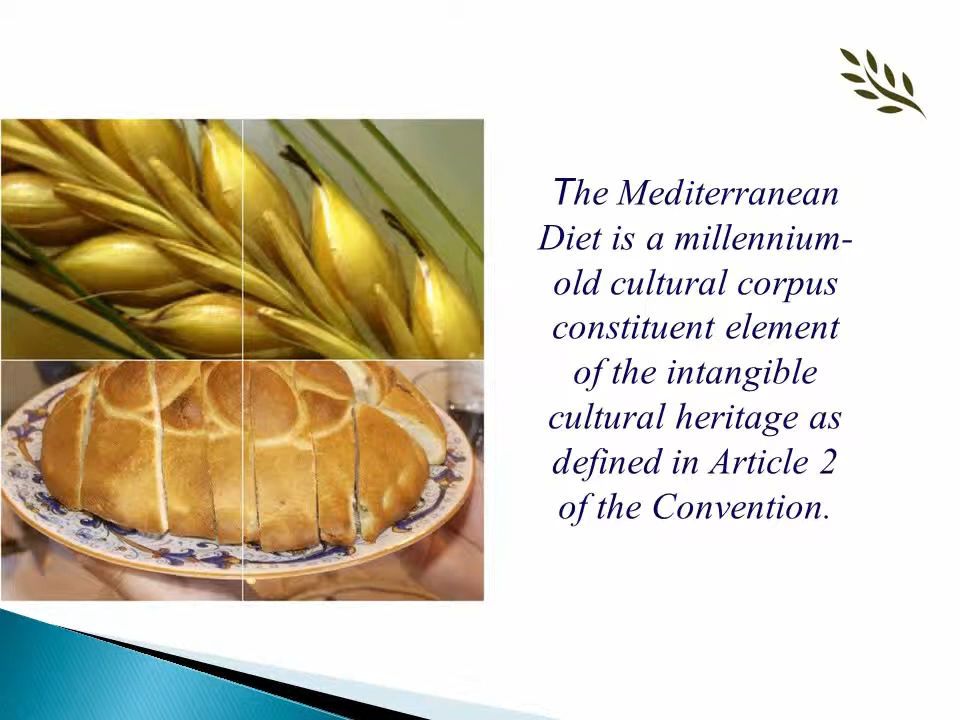 The Mediterranean
Diet is a millennium-
old cultural corpus
constituent element
of the intangible
cultural heritage as
defined in Article 2
of the Convention.